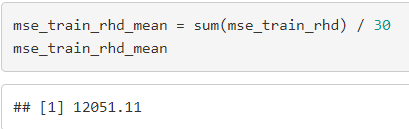 mse_train_rhd_mean = sum(mse_train_rhd) / 30
mse_train_rhd_mean
## [1] 12051.11